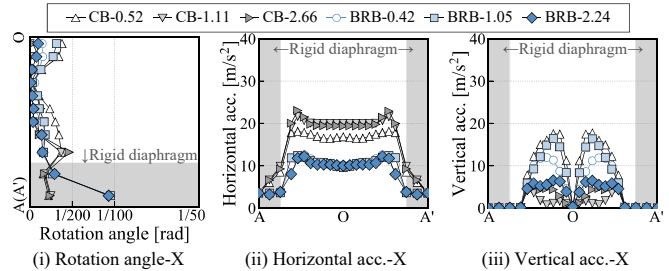 CB-0.52 CB-1.11 CB-2.66 BRB-0.42 BRB-1.05 BRB-2.24
O
A(A')
↓Rigid diaphragm
0 1/200 1/100 1/50
Rotation angle [rad]
(i) Rotation angle-X
Horizontal acc. [m/s²]
40
30
20
10
0
←Rigid diaphragm→
A O A'
(ii) Horizontal acc.-X
Vertical acc. [m/s²]
40
30
20
10
0
←Rigid diaphragm→
A O A'
(iii) Vertical acc.-X